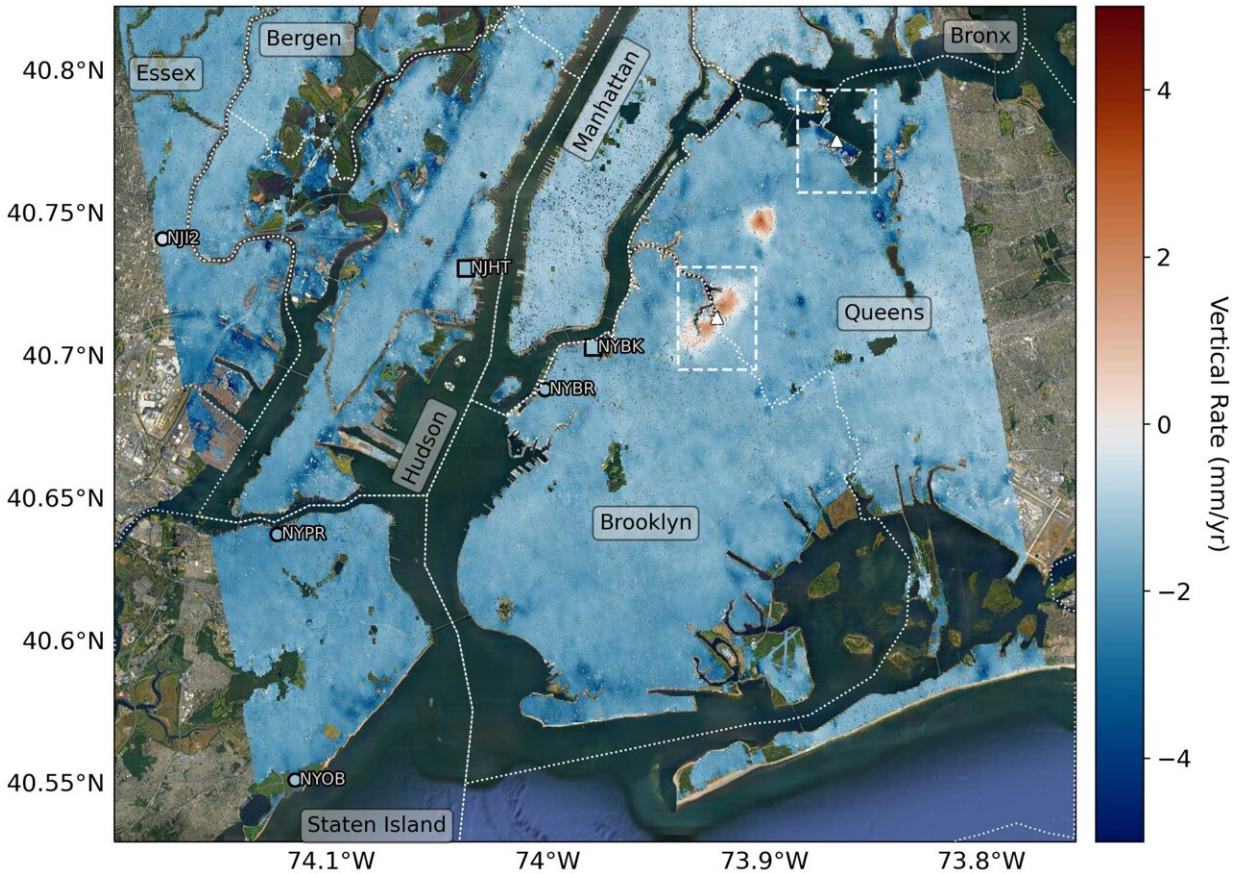 Bergen
Essex
Manhattan
Bronx
NJI2
NJHT
Queens
NYBK
NYBR
Hudson
Brooklyn
NYPR
NYOB
Staten Island
40.8°N
40.75°N
40.7°N
40.65°N
40.6°N
40.55°N
74.1°W
74°W
73.9°W
73.8°W
4
2
0
−2
−4
Vertical Rate (mm/yr)